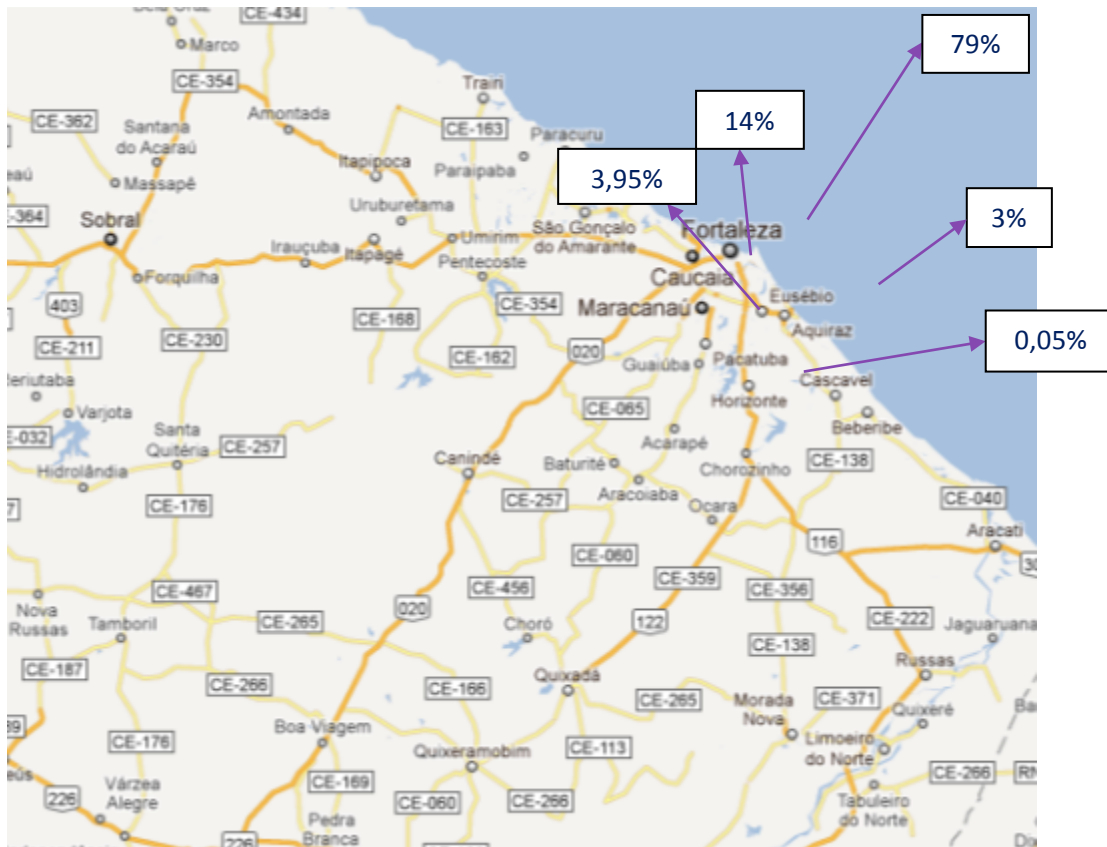 CE-434
Marco
79%
CE-354
Trairi
CE-362
Amontada
14%
Santana
do Acaraú
CE-163
Paracuru
Itapipoca
Paraipaba
3,95%
Massapê
Uruburetama
3%
Sobral
São Gonçalo
do Amarante
Fortaleza
Irauçuba
Itapagé
Umirim
Pentecoste
Caucaia
Forquilha
403
CE-354
Maracanaú
Eusébio
Aquiraz
CE-168
CE-230
CE-211
CE-162
020
0,05%
Guaiúba
Pacatuba
Cascavel
Horizonte
CE-065
Varjota
Beberibe
Santa
Quitéria
CE-257
Acarapé
Hidrolândia
Canindé
Baturité
Chorozinho
CE-138
Aracoiaba
CE-257
CE-176
Ocara
CE-040
Aracati
116
CE-060
CE-359
CE-456
CE-356
CE-467
Nova
Russas
Tamboril
020
CE-265
Choró
122
CE-222
Jaguaruana
CE-138
CE-187
Quixadá
Russas
CE-266
CE-166
CE-265
Morada
Nova
CE-371
Quixeré
Boa Viagem
CE-176
Quixeramobim
CE-113
Limoeiro
do Norte
CE-169
CE-266
226
Várzea
Alegre
CE-060
CE-266
Tabuleiro
do Norte
Pedra
Branca
226